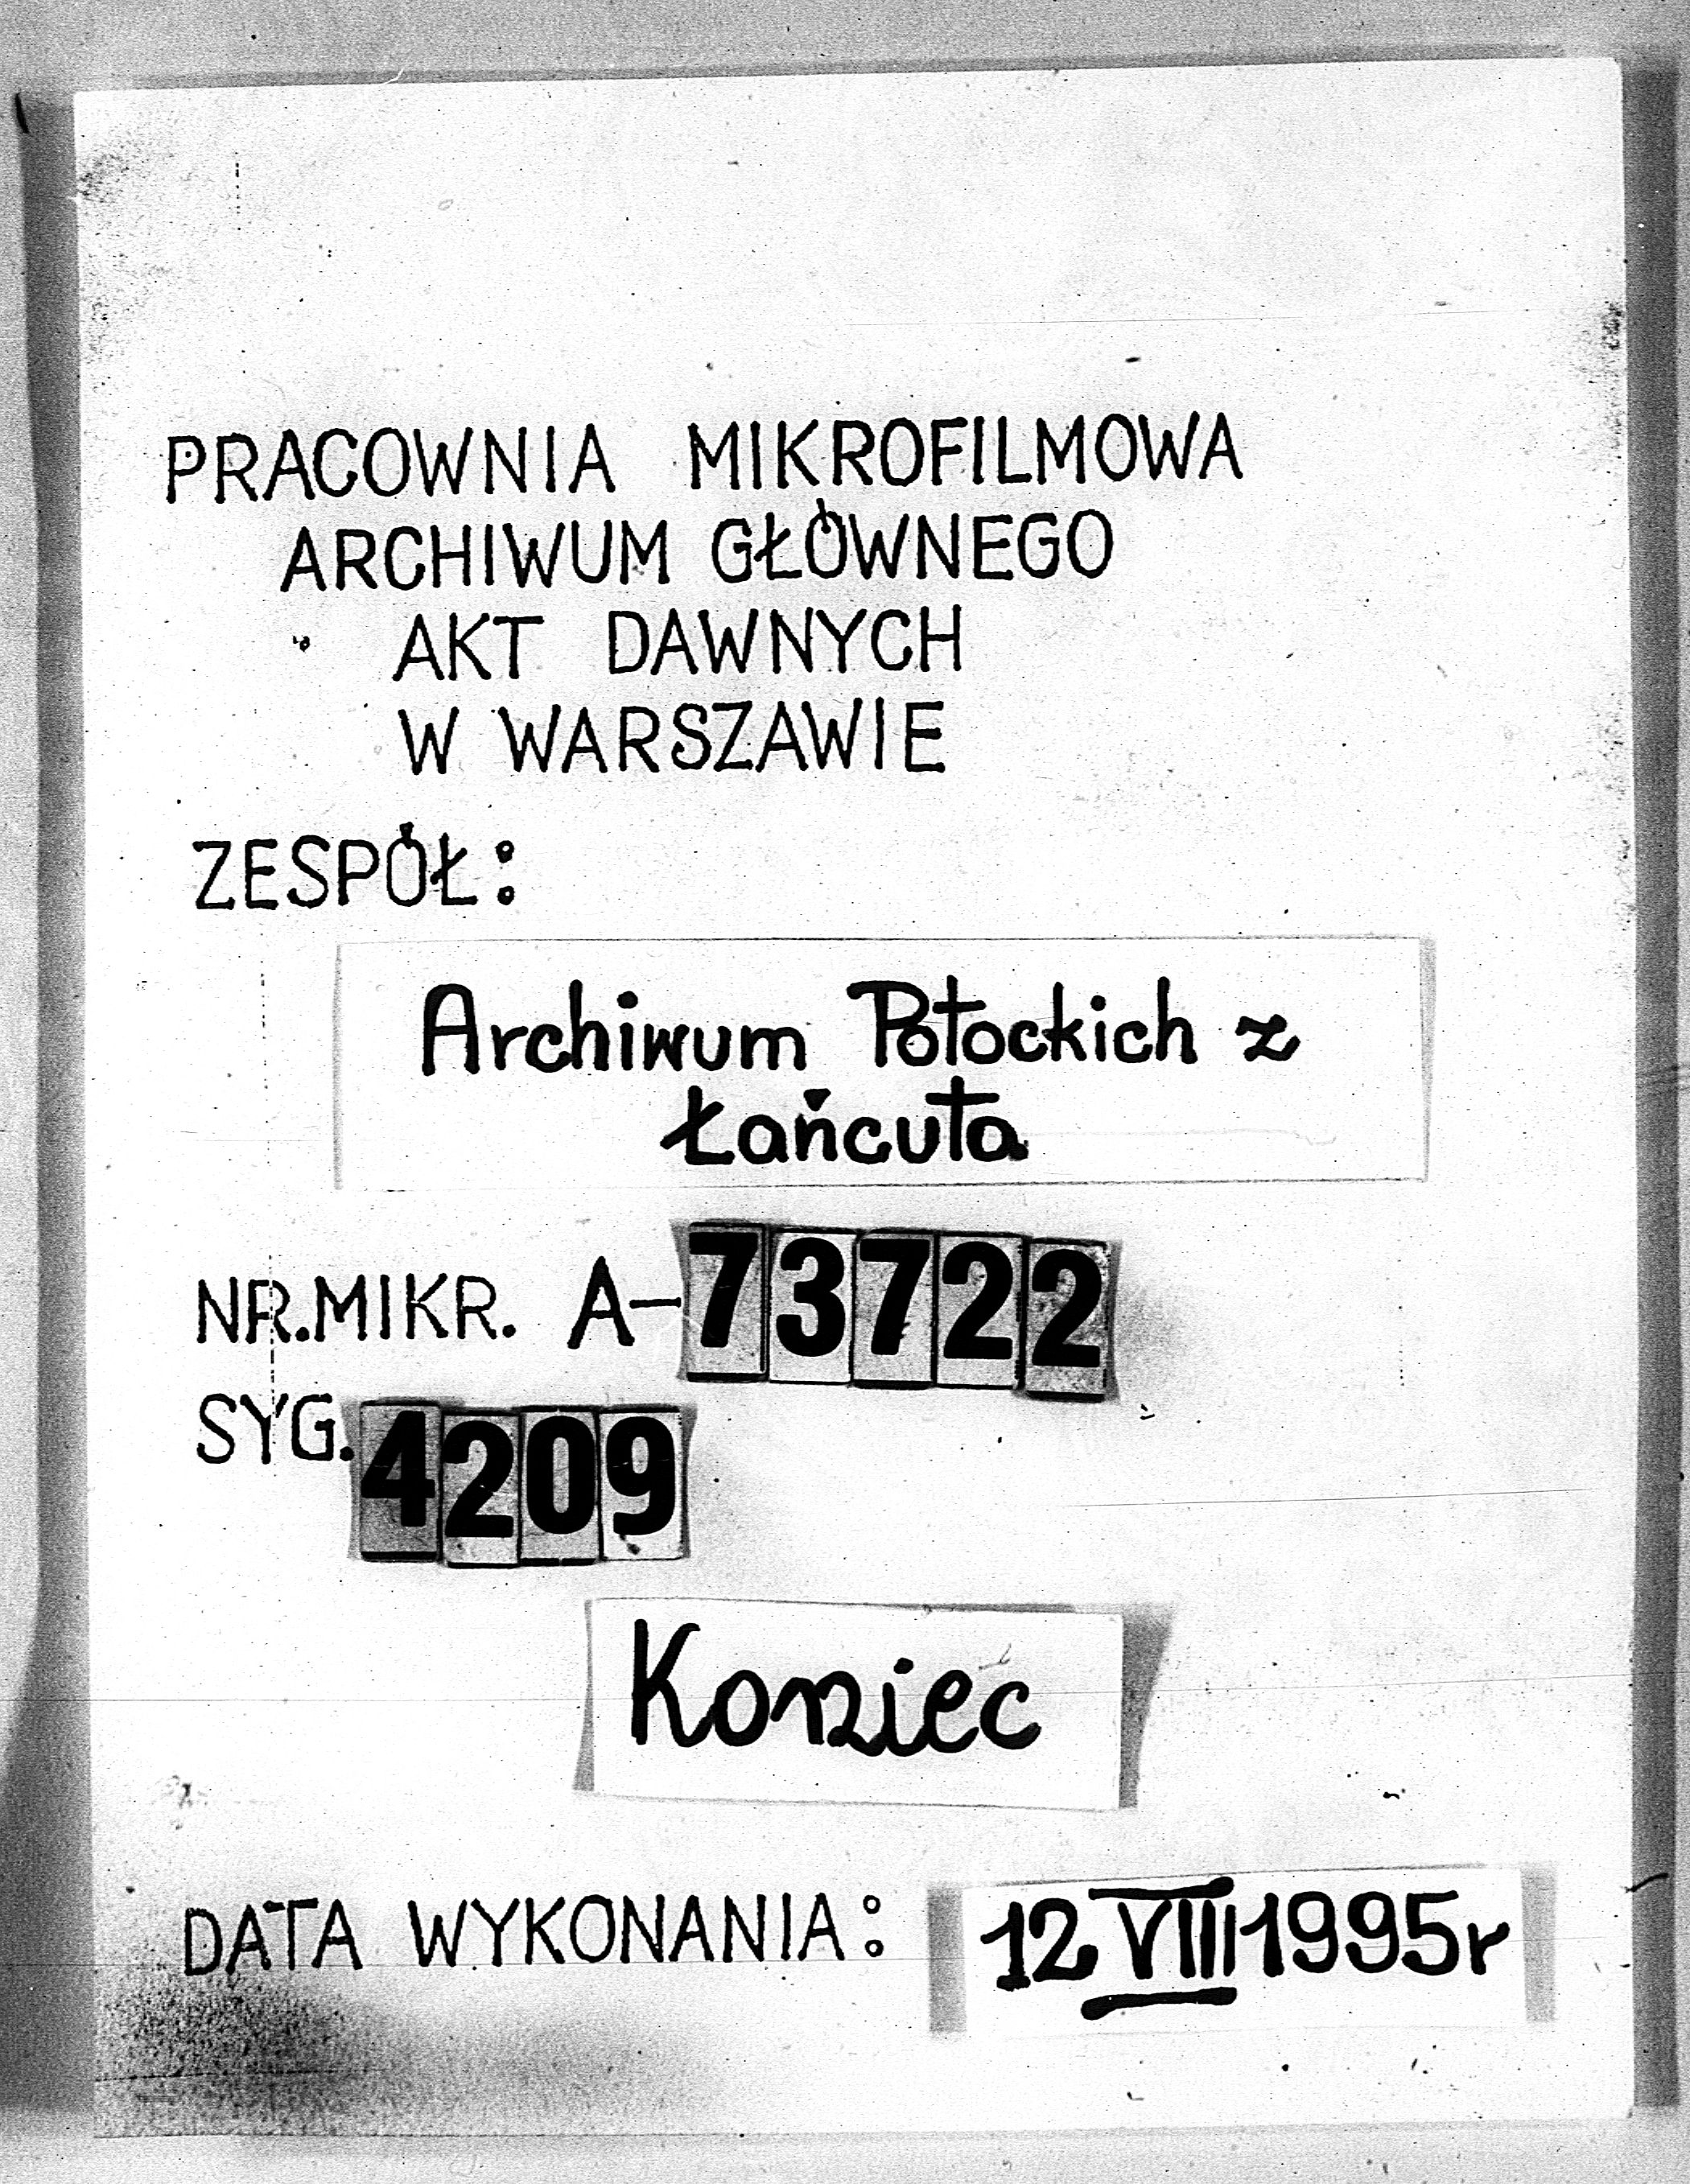 PRACOWNIA MIKROFILMOWA
ARCHIWUM GŁÓWNEGO
AKT DAWNYCH
W WARSZAWIE
ZESPÓŁ:
Archiwum Potockich z
Łańcuta
NR.MIKR. A-73722
SYG. 4209
Koniec
DATA WYKONANIA: 12 VIII 1995r